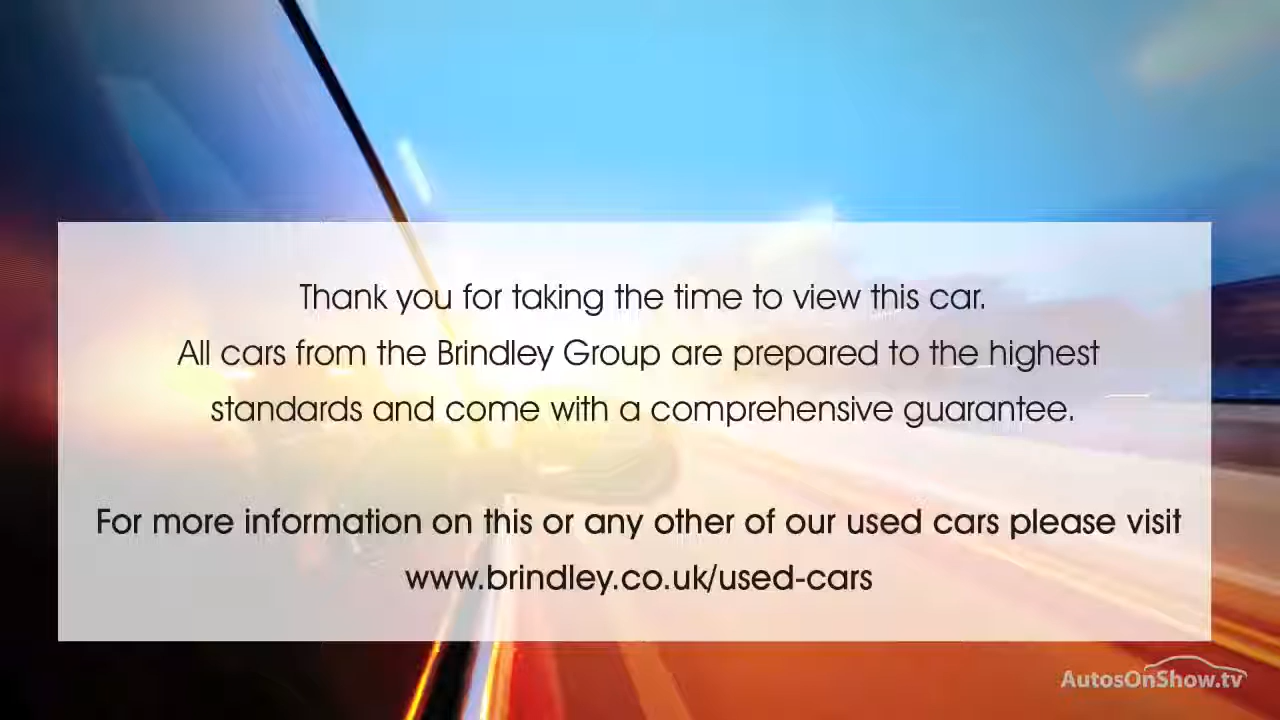 Thank you for taking the time to view this car.
All cars from the Brindley Group are prepared to the highest
standards and come with a comprehensive guarantee.
For more information on this or any other of our used cars please visit
www.brindley.co.uk/used-cars
AutosOnShow.tv